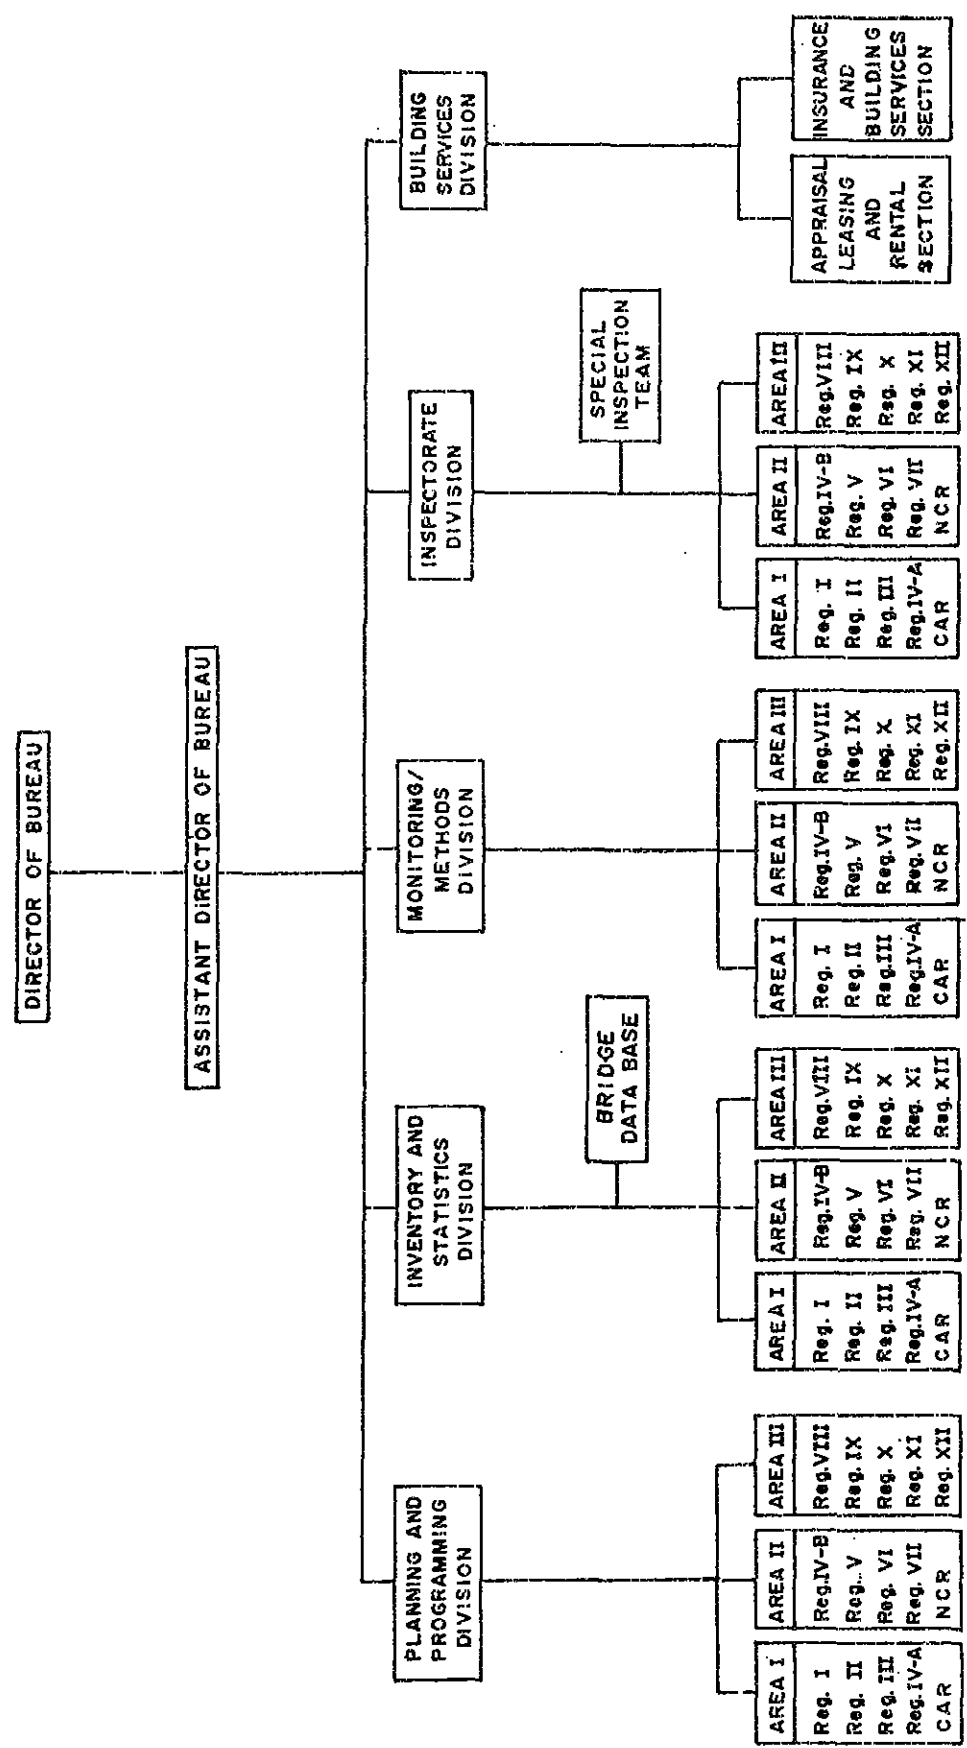 DIRECTOR OF BUREAU
ASSISTANT DIRECTOR OF BUREAU
PLANNING AND
PROGRAMMING
DIVISION
INVENTORY AND
STATISTICS
DIVISION
MONITORING/
METHODS
DIVISION
INSPECTORATE
DIVISION
BUILDING
SERVICES
DIVISION
BRIDGE
DATA BASE
SPECIAL
INSPECTION
TEAM
AREA I
Reg. I
Reg. II
Reg. III
Reg. IV-A
CAR
AREA II
Reg. IV-B
Reg. V
Reg. VI
Reg. VII
NCR
AREA III
Reg. VIII
Reg. IX
Reg. X
Reg. XI
Reg. XII
AREA I
Reg. I
Reg. II
Reg. III
Reg. IV-A
CAR
AREA II
Reg. IV-B
Reg. V
Reg. VI
Reg. VII
NCR
AREA III
Reg. VIII
Reg. IX
Reg. X
Reg. XI
Reg. XII
AREA I
Reg. I
Reg. II
Reg. III
Reg. IV-A
CAR
AREA II
Reg. IV-B
Reg. V
Reg. VI
Reg. VII
NCR
AREA III
Reg. VIII
Reg. IX
Reg. X
Reg. XI
Reg. XII
AREA I
Reg. I
Reg. II
Reg. III
Reg. IV-A
CAR
AREA II
Reg. IV-B
Reg. V
Reg. VI
Reg. VII
NCR
AREA III
Reg. VIII
Reg. IX
Reg. X
Reg. XI
Reg. XII
APPRAISAL
LEASING
AND
RENTAL
SECTION
INSURANCE
AND
BUILDING
SERVICES
SECTION